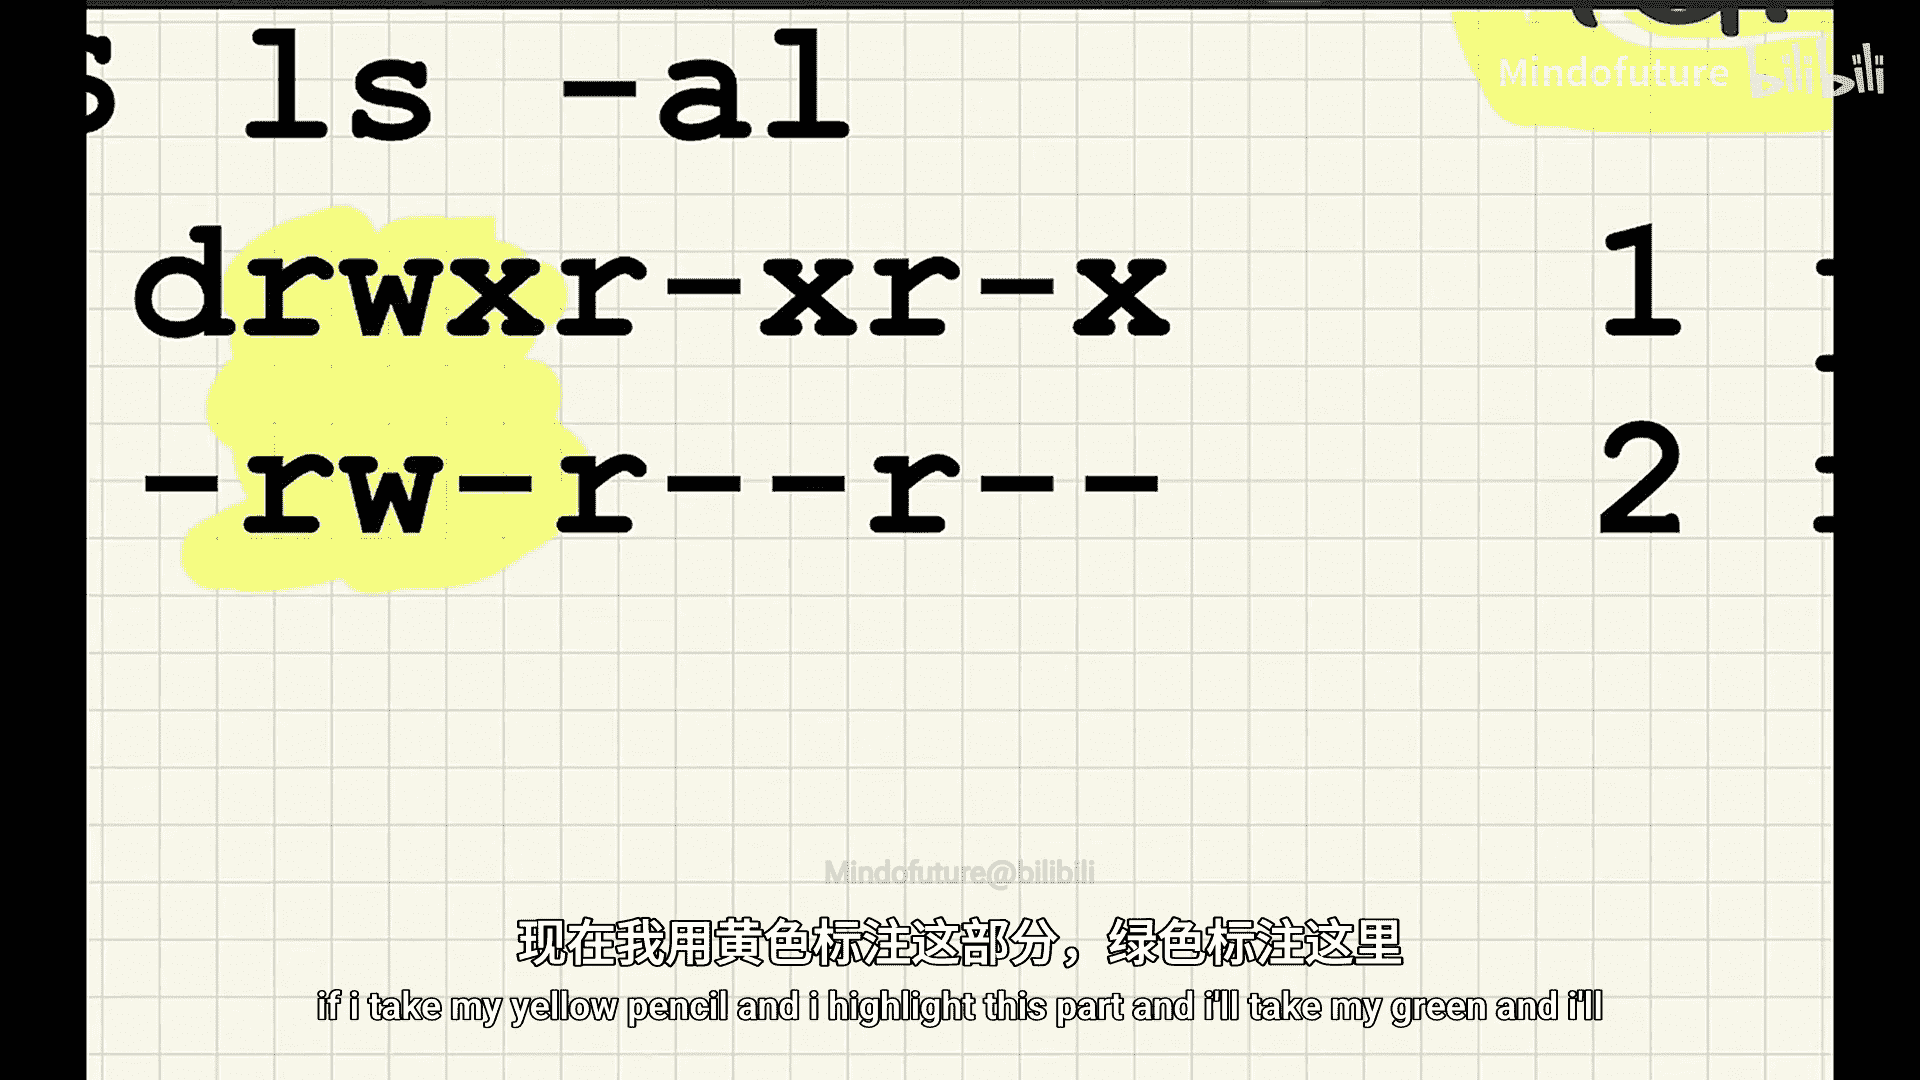 $ ls -al
Mindofuture bilibili
drwxr-xr-x 1
-rw-r--r-- 2
Mindofuture@bilibili
现在我用黄色标注这部分，绿色标注这里
if i take my yellow pencil and i highlight this part and i'll take my green and i'll